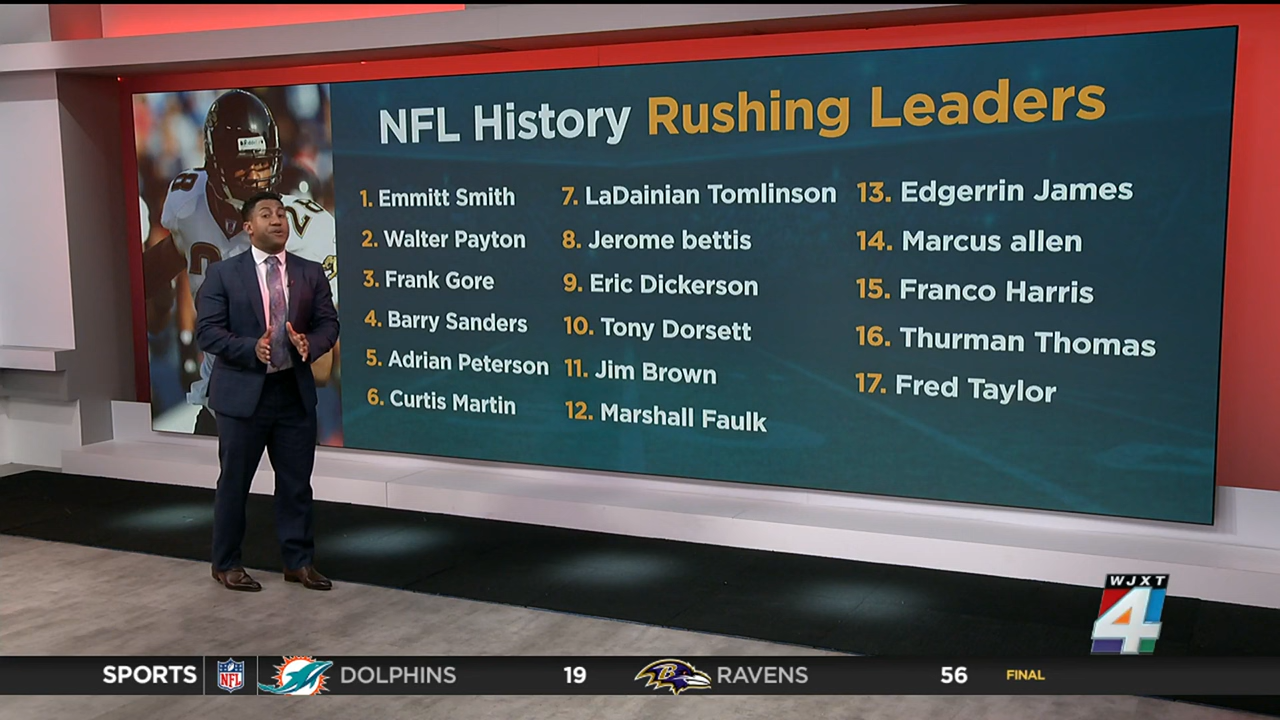 NFL History Rushing Leaders
1. Emmitt Smith
2. Walter Payton
3. Frank Gore
4. Barry Sanders
5. Adrian Peterson
6. Curtis Martin
7. LaDainian Tomlinson
8. Jerome bettis
9. Eric Dickerson
10. Tony Dorsett
11. Jim Brown
12. Marshall Faulk
13. Edgerrin James
14. Marcus allen
15. Franco Harris
16. Thurman Thomas
17. Fred Taylor
28
28
WJXT
4
SPORTS NFL DOLPHINS 19 RAVENS 56 FINAL